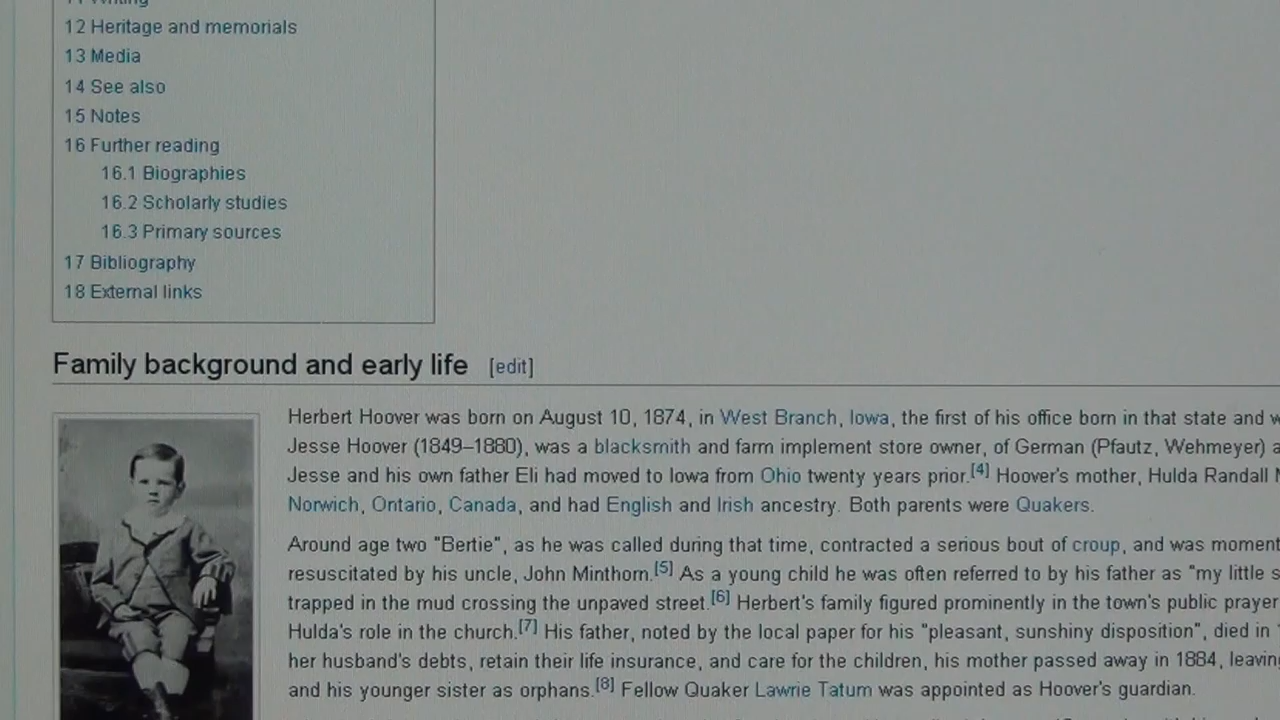 11 Writing
12 Heritage and memorials
13 Media
14 See also
15 Notes
16 Further reading
16.1 Biographies
16.2 Scholarly studies
16.3 Primary sources
17 Bibliography
18 External links
Family background and early life [edit]
Herbert Hoover was born on August 10, 1874, in West Branch, Iowa, the first of his office born in that state and
Jesse Hoover (1849–1880), was a blacksmith and farm implement store owner, of German (Pfautz, Wehmeyer)
Jesse and his own father Eli had moved to Iowa from Ohio twenty years prior.[4] Hoover's mother, Hulda Randall
Norwich, Ontario, Canada, and had English and Irish ancestry. Both parents were Quakers.
Around age two "Bertie", as he was called during that time, contracted a serious bout of croup, and was moment
resuscitated by his uncle, John Minthorn.[5] As a young child he was often referred to by his father as "my little s
trapped in the mud crossing the unpaved street.[6] Herbert's family figured prominently in the town's public prayer
Hulda's role in the church.[7] His father, noted by the local paper for his "pleasant, sunshiny disposition", died in
her husband's debts, retain their life insurance, and care for the children, his mother passed away in 1884, leaving
and his younger sister as orphans.[8] Fellow Quaker Lawrie Tatum was appointed as Hoover's guardian.